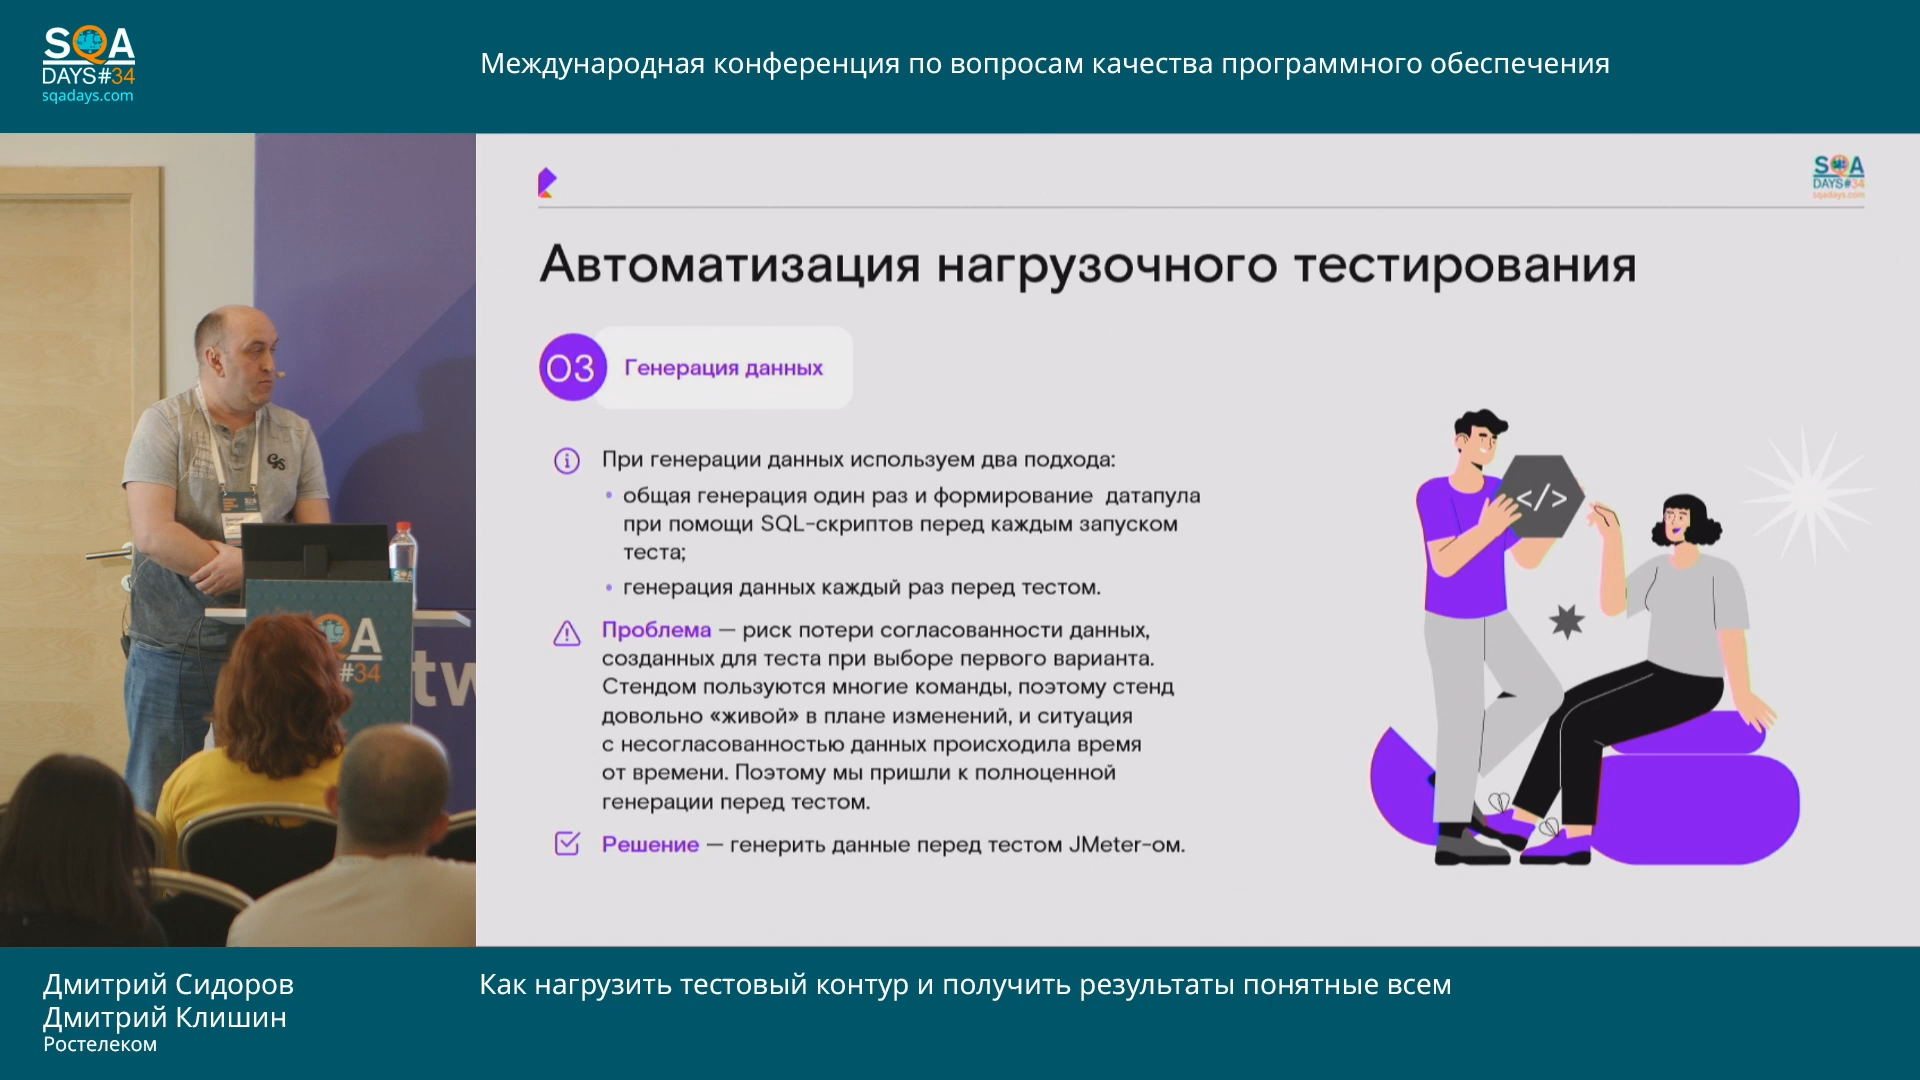 SQA
DAYS#34
sqadays.com
Международная конференция по вопросам качества программного обеспечения
SQA
DAYS#34
sqadays.com
Автоматизация нагрузочного тестирования
03
Генерация данных
При генерации данных используем два подхода:
• общая генерация один раз и формирование датапула
при помощи SQL-скриптов перед каждым запуском
теста;
• генерация данных каждый раз перед тестом.
Проблема — риск потери согласованности данных,
созданных для теста при выборе первого варианта.
Стендом пользуются многие команды, поэтому стенд
довольно «живой» в плане изменений, и ситуация
с несогласованностью данных происходила время
от времени. Поэтому мы пришли к полноценной
генерации перед тестом.
Решение — генерить данные перед тестом JMeter-ом.
</>
QA
#34
tw
Дмитрий Сидоров
Дмитрий Клишин
Ростелеком
Как нагрузить тестовый контур и получить результаты понятные всем